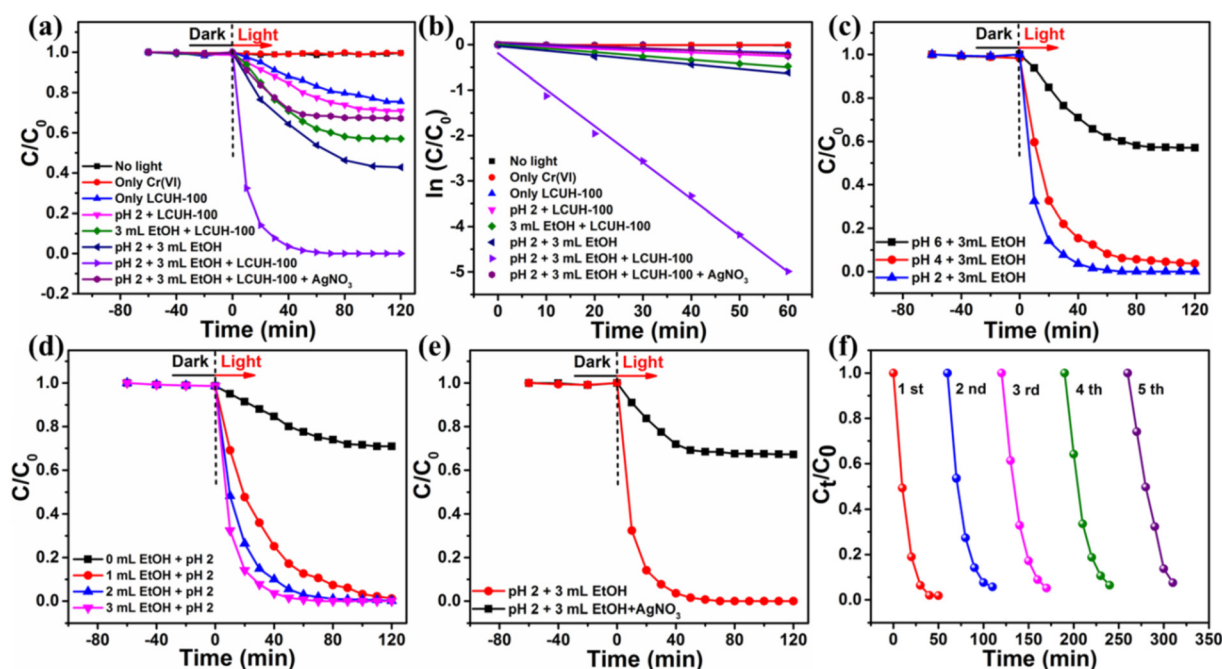 (a)
Dark
Light
1.0
0.8
0.6
0.4
0.2
0.0
-0.2
C/C₀
No light
Only Cr(VI)
Only LCUH-100
pH 2 + LCUH-100
3 mL EtOH + LCUH-100
pH 2 + 3 mL EtOH
pH 2 + 3 mL EtOH + LCUH-100
pH 2 + 3 mL EtOH + LCUH-100 + AgNO₃
-80 -40 0 40 80 120
Time (min)
(b)
0
-1
-2
-3
-4
-5
ln (C/C₀)
No light
Only Cr(VI)
Only LCUH-100
pH 2 + LCUH-100
3 mL EtOH + LCUH-100
pH 2 + 3 mL EtOH
pH 2 + 3 mL EtOH + LCUH-100
pH 2 + 3 mL EtOH + LCUH-100 + AgNO₃
0 10 20 30 40 50 60
Time (min)
(c)
Dark
Light
1.0
0.8
0.6
0.4
0.2
0.0
C/C₀
pH 6 + 3mL EtOH
pH 4 + 3mL EtOH
pH 2 + 3mL EtOH
-80 -40 0 40 80 120
Time (min)
(d)
Dark
Light
1.0
0.8
0.6
0.4
0.2
0.0
C/C₀
0 mL EtOH + pH 2
1 mL EtOH + pH 2
2 mL EtOH + pH 2
3 mL EtOH + pH 2
-80 -40 0 40 80 120
Time (min)
(e)
Dark
Light
1.0
0.8
0.6
0.4
0.2
0.0
C/C₀
pH 2 + 3 mL EtOH
pH 2 + 3 mL EtOH+AgNO₃
-80 -40 0 40 80 120
Time (min)
(f)
1 st
2 nd
3 rd
4 th
5 th
1.0
0.8
0.6
0.4
0.2
0.0
Cₜ/C₀
0 50 100 150 200 250 300 350
Time (min)